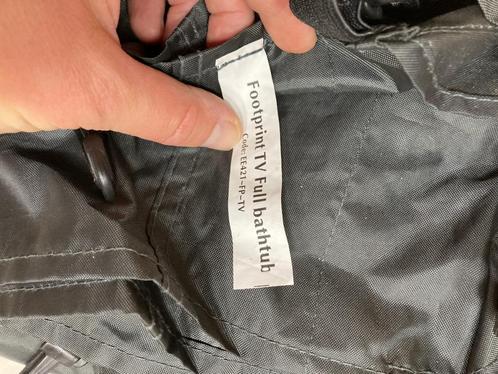 Footprint TV Full bathtub
Code: EE421-FP-TV